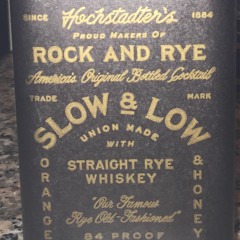 SINCE Hochstadter's 1884
PROUD MAKERS OF
ROCK AND RYE
America's Original Bottled Cocktail
TRADE MARK
SLOW & LOW
UNION MADE
WITH
STRAIGHT RYE
WHISKEY
"Our Famous
Rye Old-Fashioned"
84 PROOF
ORANGE
& HONEY